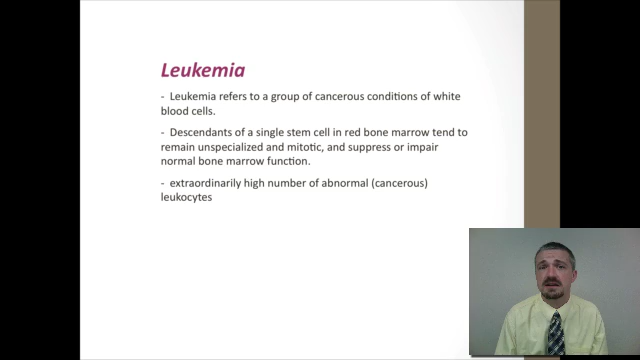 Leukemia
- Leukemia refers to a group of cancerous conditions of white
blood cells.
- Descendants of a single stem cell in red bone marrow tend to
remain unspecialized and mitotic, and suppress or impair
normal bone marrow function.
- extraordinarily high number of abnormal (cancerous)
leukocytes